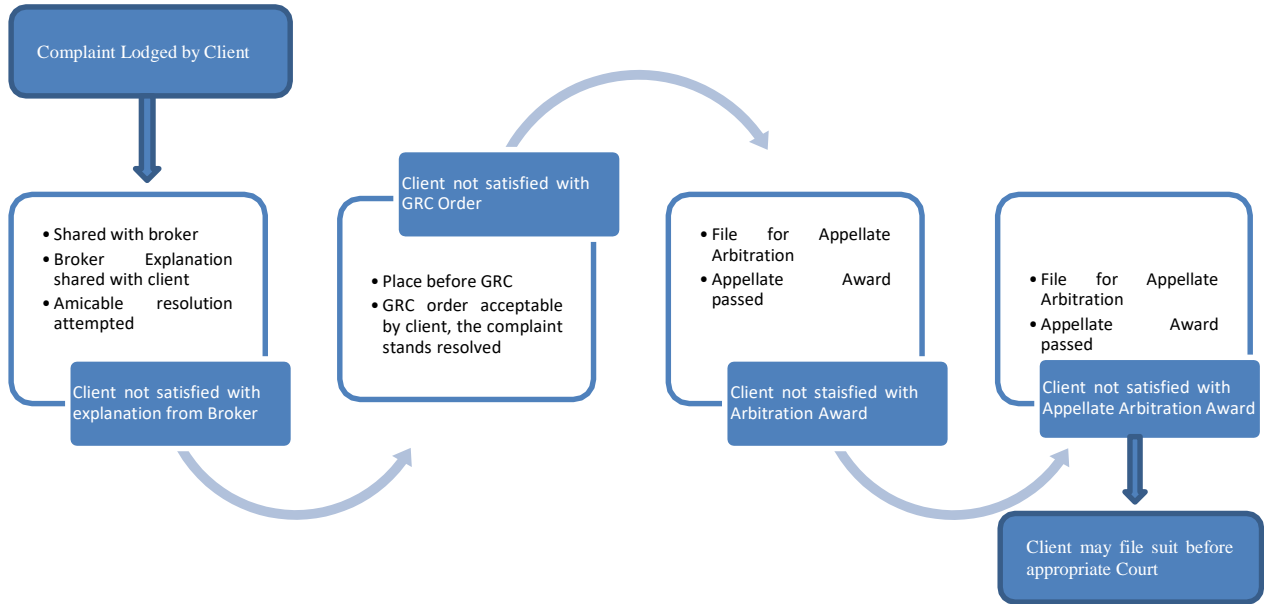 Complaint Lodged by Client
• Shared with broker
• Broker Explanation
shared with client
• Amicable resolution
attempted
Client not satisfied with
explanation from Broker
Client not satisfied with
GRC Order
• Place before GRC
• GRC order acceptable
by client, the complaint
stands resolved
• File for Appellate
Arbitration
• Appellate Award
passed
Client not staisfied with
Arbitration Award
• File for Appellate
Arbitration
• Appellate Award
passed
Client not satisfied with
Appellate Arbitration Award
Client may file suit before
appropriate Court